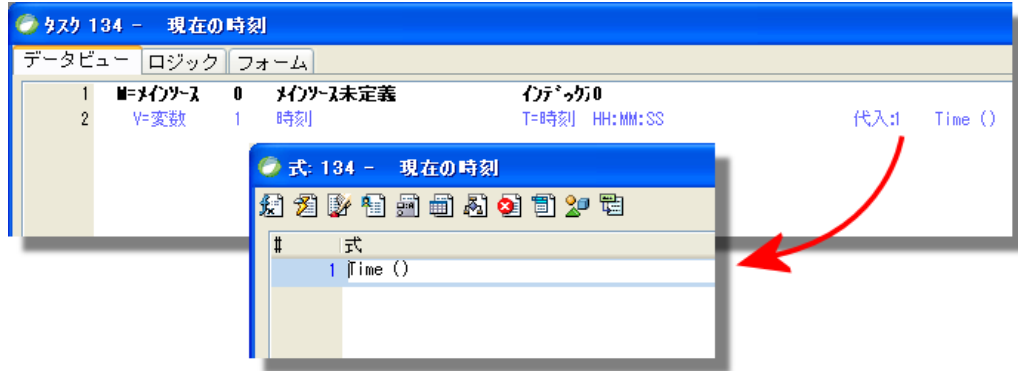 ﾀｽｸ 134 - 現在の時刻
データビュー ロジック フォーム
1 M=ﾒｲﾝｿｰｽ 0 ﾒｲﾝｿｰｽ未定義 ｲﾝﾃﾞｯｸｽ:0
2 V=変数 1 時刻 T=時刻 HH:MM:SS 代入:1 Time ()
式: 134 - 現在の時刻
# 式
1 Time ()